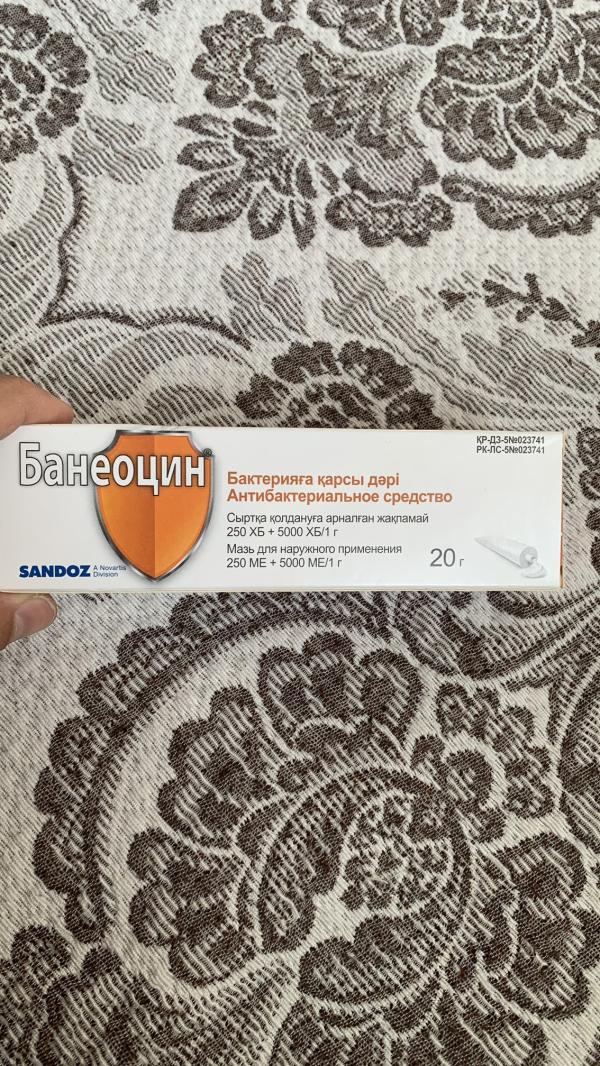 Банеоцин®
ҚР-ДЗ-5№023741
РК-ЛС-5№023741
Бактерияға қарсы дәрі
Антибактериальное средство
Сыртқа қолдануға арналған жақпамай
250 ХБ + 5000 ХБ/1 г
Мазь для наружного применения
250 МЕ + 5000 МЕ/1 г
20 г
SANDOZ A Novartis
Division